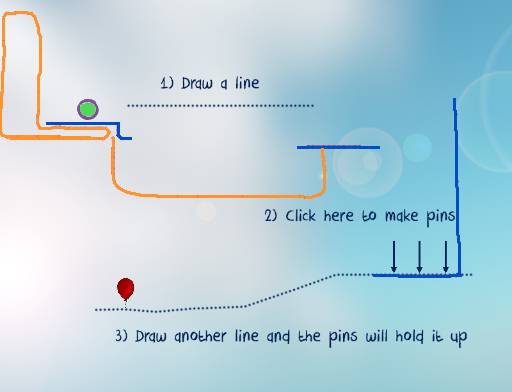 1) Draw a line
2) Click here to make pins
3) Draw another line and the pins will hold it up